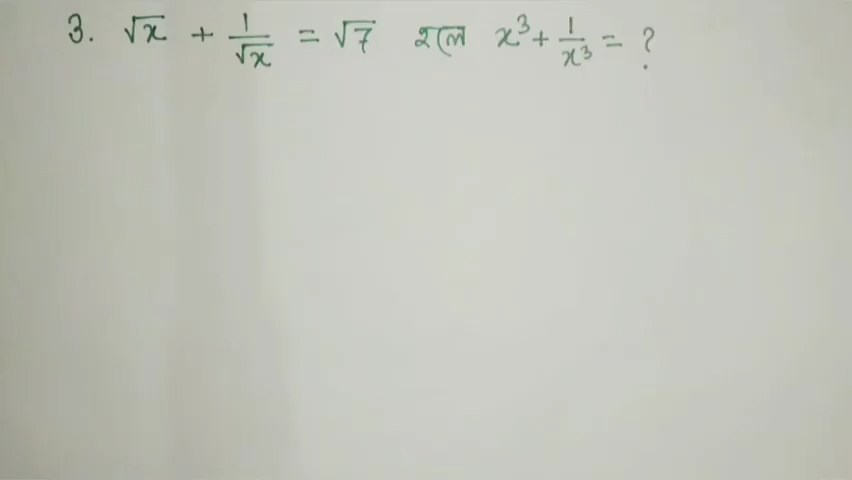 3. √x + 1/√x = √7 হলে x³ + 1/x³ = ?